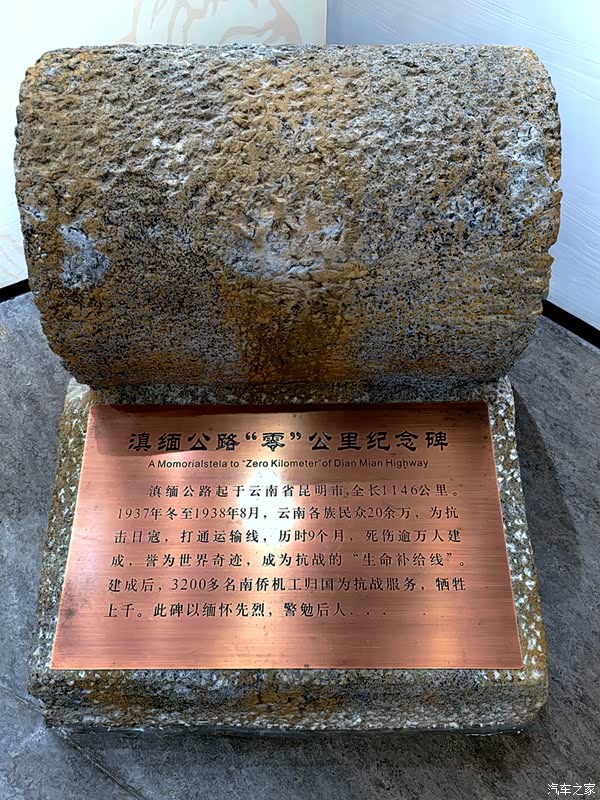 滇缅公路“零”公里纪念碑
A Momorialstela to "Zero Kilometer"of Dian Mian Highway
滇缅公路起于云南省昆明市,全长1146公里。
1937年冬至1938年8月，云南各族民众20余万，为抗
击日寇，打通运输线，历时9个月，死伤逾万人建
成，誉为世界奇迹，成为抗战的“生命补给线”。
建成后，3200多名南侨机工归国为抗战服务，牺牲
上千。此碑以缅怀先烈，警勉后人. . . .
汽车之家